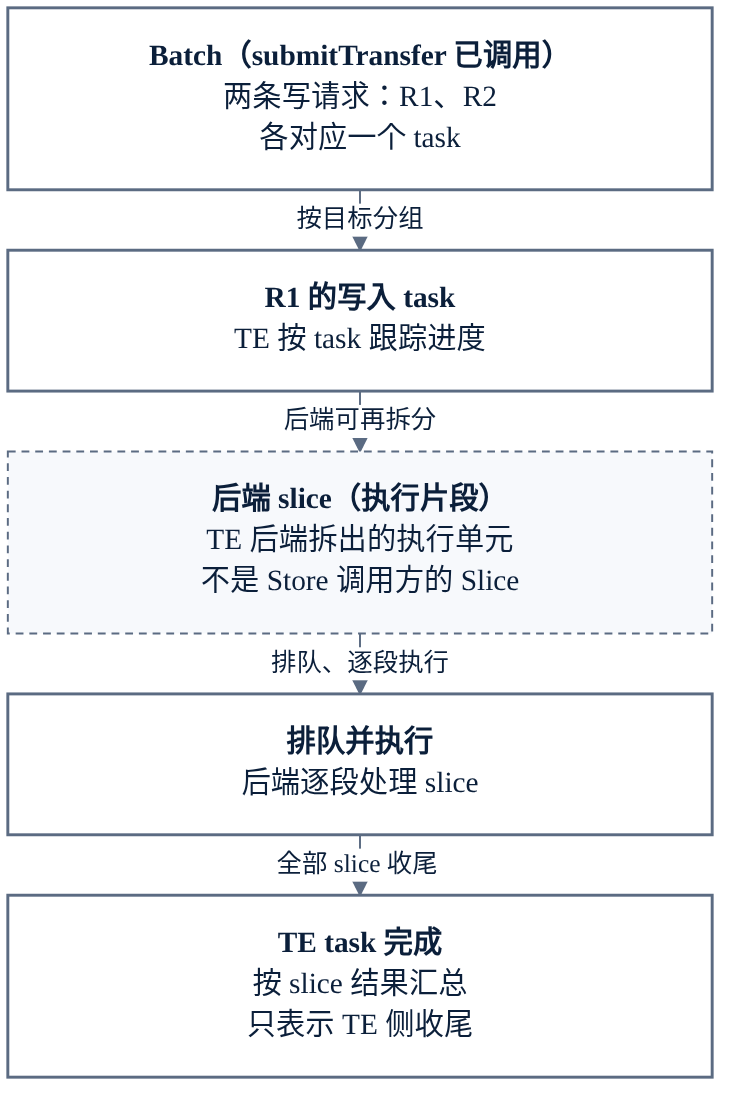 Batch（submitTransfer 已调用）
两条写请求：R1、R2
各对应一个 task
按目标分组
R1 的写入 task
TE 按 task 跟踪进度
后端可再拆分
后端 slice（执行片段）
TE 后端拆出的执行单元
不是 Store 调用方的 Slice
排队、逐段执行
排队并执行
后端逐段处理 slice
全部 slice 收尾
TE task 完成
按 slice 结果汇总
只表示 TE 侧收尾